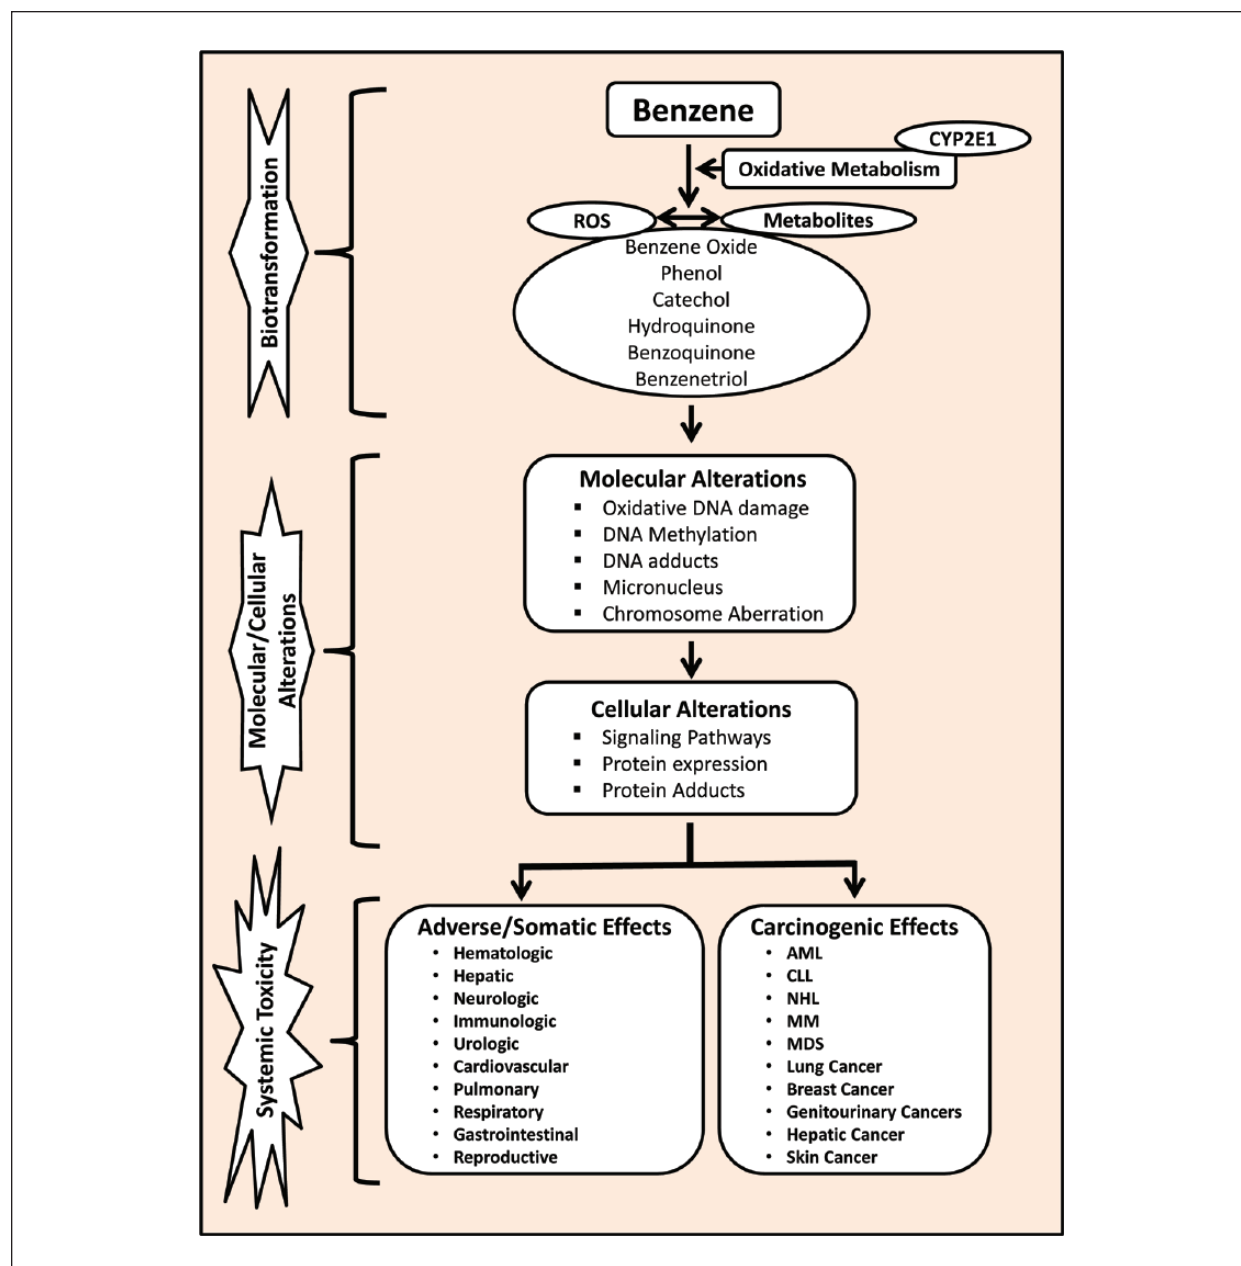 Benzene
CYP2E1
Oxidative Metabolism
ROS
Metabolites
Benzene Oxide
Phenol
Catechol
Hydroquinone
Benzoquinone
Benzenetriol
Biotransformation
Molecular Alterations
▪ Oxidative DNA damage
▪ DNA Methylation
▪ DNA adducts
▪ Micronucleus
▪ Chromosome Aberration
Molecular/Cellular
Alterations
Cellular Alterations
▪ Signaling Pathways
▪ Protein expression
▪ Protein Adducts
Systemic Toxicity
Adverse/Somatic Effects
• Hematologic
• Hepatic
• Neurologic
• Immunologic
• Urologic
• Cardiovascular
• Pulmonary
• Respiratory
• Gastrointestinal
• Reproductive
Carcinogenic Effects
• AML
• CLL
• NHL
• MM
• MDS
• Lung Cancer
• Breast Cancer
• Genitourinary Cancers
• Hepatic Cancer
• Skin Cancer